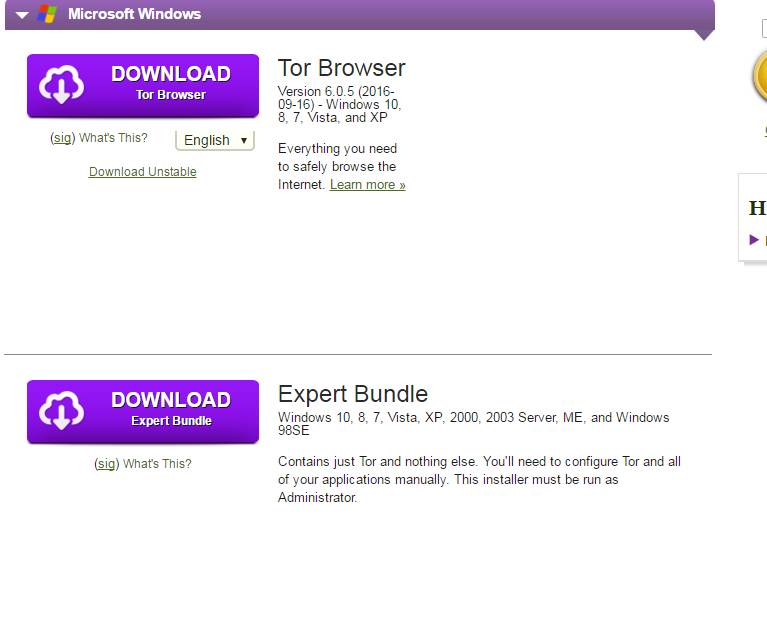 Microsoft Windows
DOWNLOAD
Tor Browser
(sig) What's This?
English
Download Unstable
Tor Browser
Version 6.0.5 (2016-
09-16) - Windows 10,
8, 7, Vista, and XP
Everything you need
to safely browse the
Internet. Learn more »
H
DOWNLOAD
Expert Bundle
(sig) What's This?
Expert Bundle
Windows 10, 8, 7, Vista, XP, 2000, 2003 Server, ME, and Windows
98SE
Contains just Tor and nothing else. You'll need to configure Tor and all
of your applications manually. This installer must be run as
Administrator.